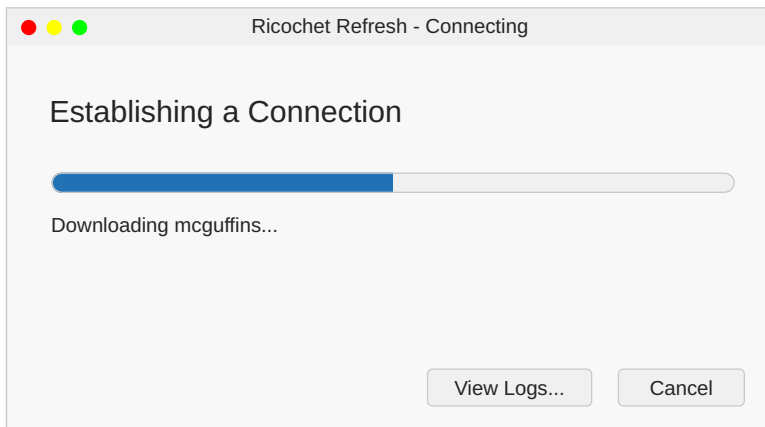 Ricochet Refresh - Connecting
Establishing a Connection
Downloading mcguffins...
View Logs...
Cancel